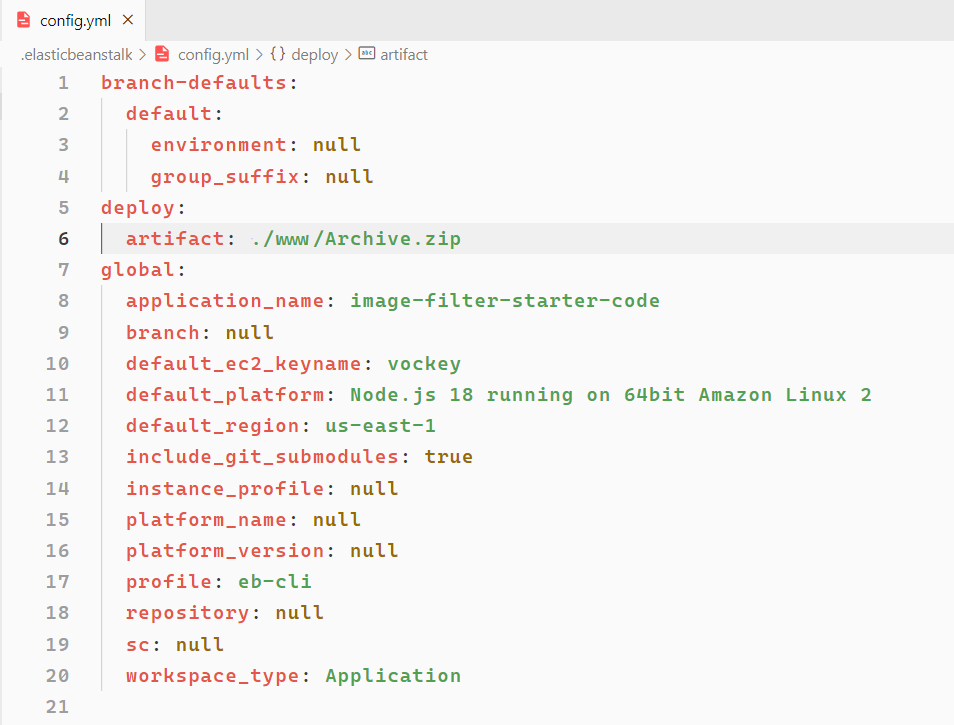 config.yml ×
.elasticbeanstalk > config.yml > {} deploy > abc artifact
1 branch-defaults:
2   default:
3     environment: null
4     group_suffix: null
5 deploy:
6   artifact: ./www/Archive.zip
7 global:
8   application_name: image-filter-starter-code
9   branch: null
10   default_ec2_keyname: vockey
11   default_platform: Node.js 18 running on 64bit Amazon Linux 2
12   default_region: us-east-1
13   include_git_submodules: true
14   instance_profile: null
15   platform_name: null
16   platform_version: null
17   profile: eb-cli
18   repository: null
19   sc: null
20   workspace_type: Application
21